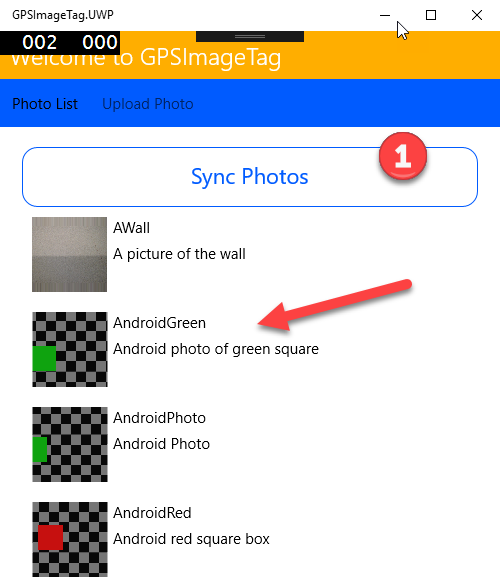 GPSImageTag.UWP
002 000
Welcome to GPSImageTag
Photo List Upload Photo
1
Sync Photos
AWall
A picture of the wall
AndroidGreen
Android photo of green square
AndroidPhoto
Android Photo
AndroidRed
Android red square box